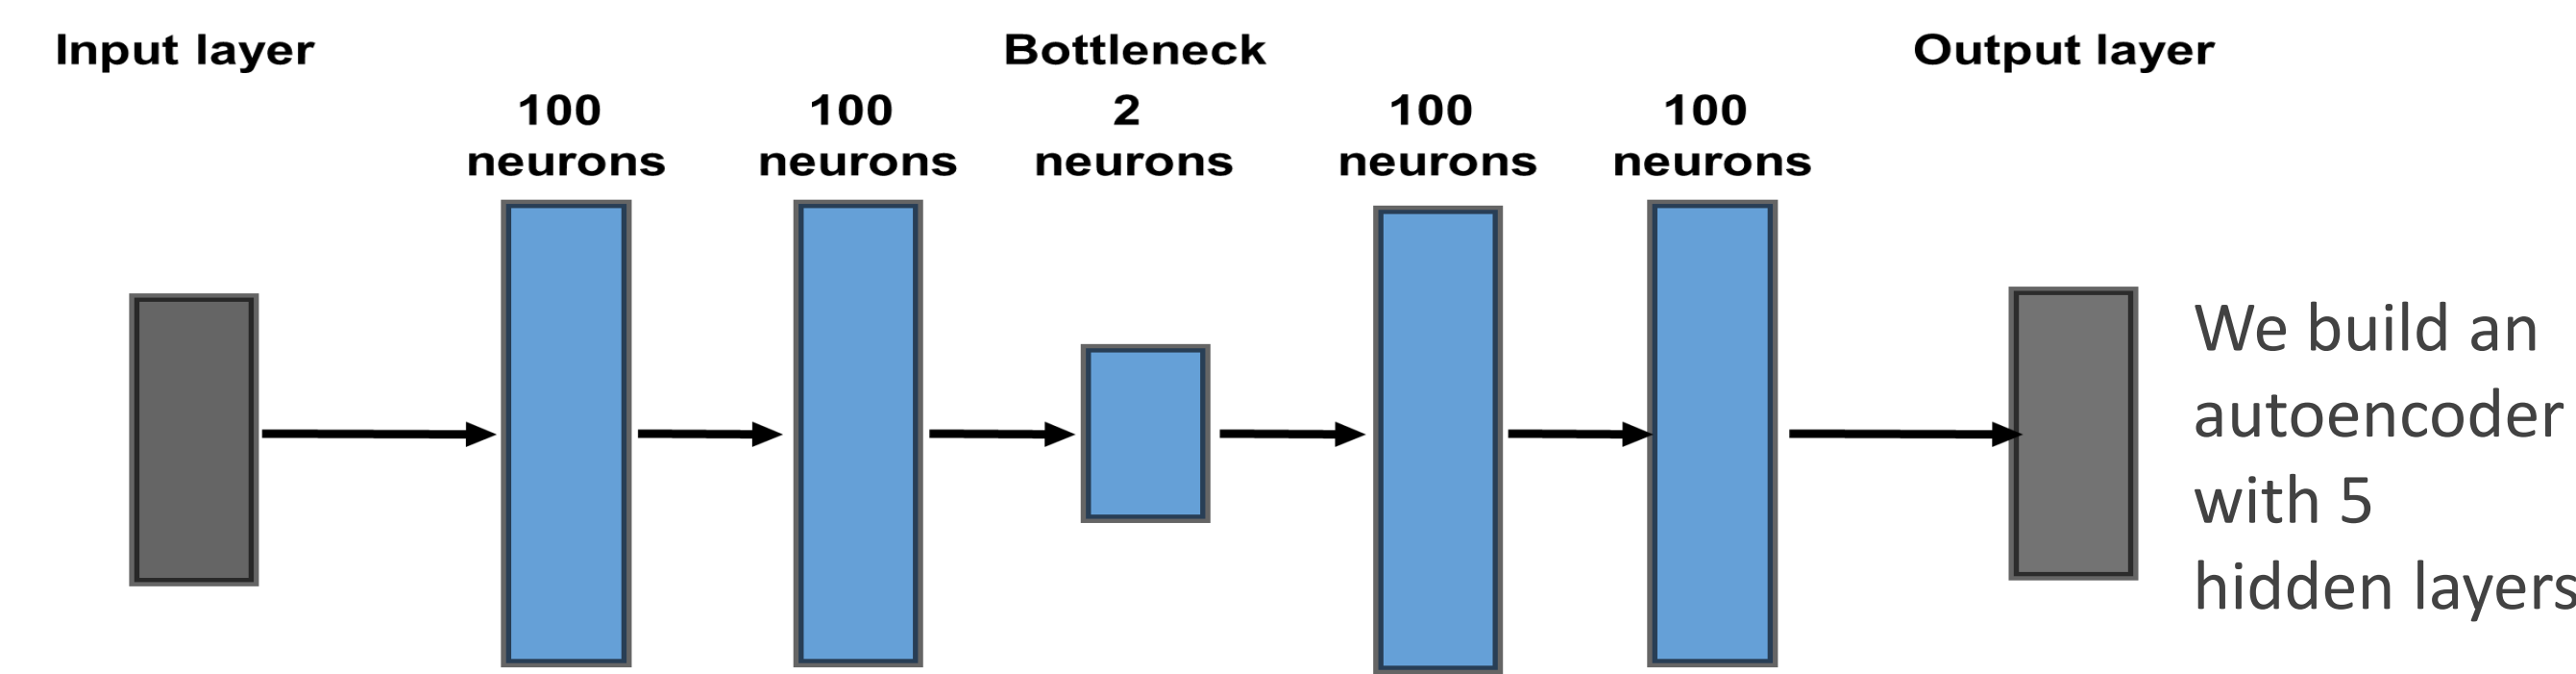 Input layer
Bottleneck
Output layer
100
neurons
100
neurons
2
neurons
100
neurons
100
neurons
We build an
autoencoder
with 5
hidden layers